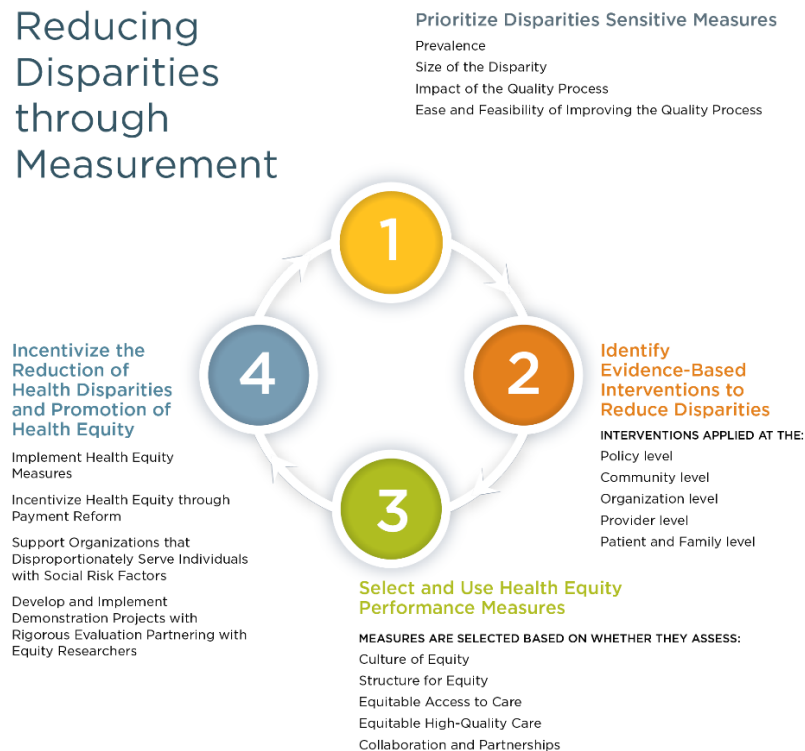 Reducing
Disparities
through
Measurement
Prioritize Disparities Sensitive Measures
Prevalence
Size of the Disparity
Impact of the Quality Process
Ease and Feasibility of Improving the Quality Process
1
2
Identify
Evidence-Based
Interventions to
Reduce Disparities
INTERVENTIONS APPLIED AT THE:
Policy level
Community level
Organization level
Provider level
Patient and Family level
3
Select and Use Health Equity
Performance Measures
MEASURES ARE SELECTED BASED ON WHETHER THEY ASSESS:
Culture of Equity
Structure for Equity
Equitable Access to Care
Equitable High-Quality Care
Collaboration and Partnerships
4
Incentivize the
Reduction of
Health Disparities
and Promotion of
Health Equity
Implement Health Equity
Measures
Incentivize Health Equity through
Payment Reform
Support Organizations that
Disproportionately Serve Individuals
with Social Risk Factors
Develop and Implement
Demonstration Projects with
Rigorous Evaluation Partnering with
Equity Researchers